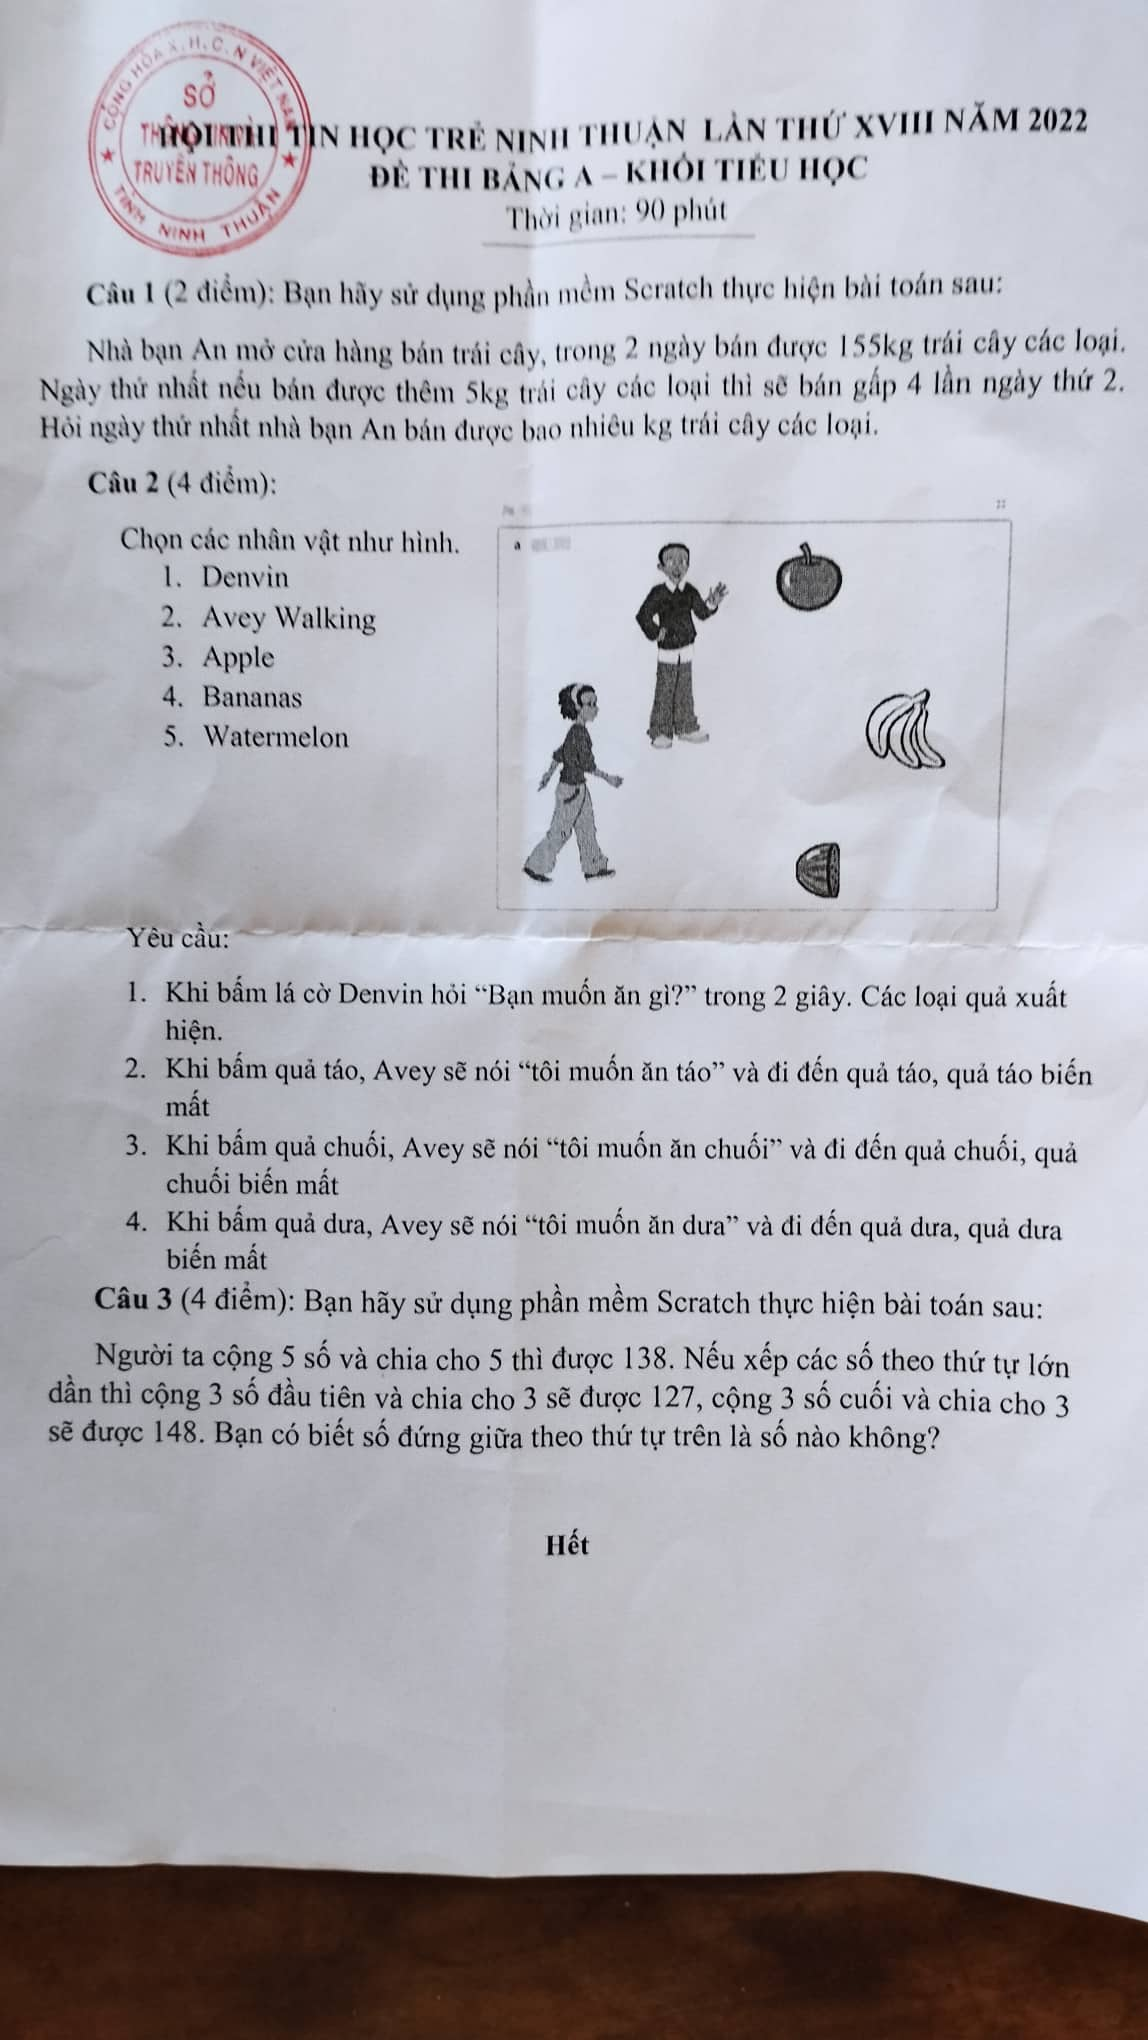 CỘNG HÒA X.H.C.N VIỆT NAM
SỞ
TRUYỀN THÔNG
TỈNH NINH THUẬN
HỘI THI TIN HỌC TRẺ NINH THUẬN LẦN THỨ XVIII NĂM 2022
ĐỀ THI BẢNG A - KHỐI TIỂU HỌC
Thời gian: 90 phút
Câu 1 (2 điểm): Bạn hãy sử dụng phần mềm Scratch thực hiện bài toán sau:
Nhà bạn An mở cửa hàng bán trái cây, trong 2 ngày bán được 155kg trái cây các loại.
Ngày thứ nhất nếu bán được thêm 5kg trái cây các loại thì sẽ bán gấp 4 lần ngày thứ 2.
Hỏi ngày thứ nhất nhà bạn An bán được bao nhiêu kg trái cây các loại.
Câu 2 (4 điểm):
Chọn các nhân vật như hình.
1. Denvin
2. Avey Walking
3. Apple
4. Bananas
5. Watermelon
Yêu cầu:
1. Khi bấm lá cờ Denvin hỏi “Bạn muốn ăn gì?” trong 2 giây. Các loại quả xuất
hiện.
2. Khi bấm quả táo, Avey sẽ nói “tôi muốn ăn táo” và đi đến quả táo, quả táo biến
mất
3. Khi bấm quả chuối, Avey sẽ nói “tôi muốn ăn chuối” và đi đến quả chuối, quả
chuối biến mất
4. Khi bấm quả dưa, Avey sẽ nói “tôi muốn ăn dưa” và đi đến quả dưa, quả dưa
biến mất
Câu 3 (4 điểm): Bạn hãy sử dụng phần mềm Scratch thực hiện bài toán sau:
Người ta cộng 5 số và chia cho 5 thì được 138. Nếu xếp các số theo thứ tự lớn
dần thì cộng 3 số đầu tiên và chia cho 3 sẽ được 127, cộng 3 số cuối và chia cho 3
sẽ được 148. Bạn có biết số đứng giữa theo thứ tự trên là số nào không?
Hết